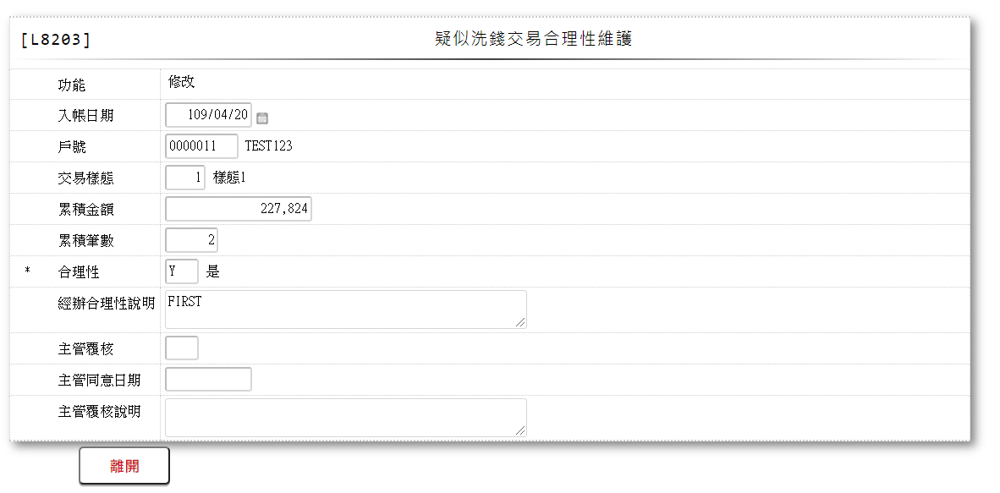 [L8203] 疑似洗錢交易合理性維護
功能 修改
入帳日期 109/04/20
戶號 0000011 TEST123
交易樣態 1 樣態1
累積金額 227,824
累積筆數 2
* 合理性 Y 是
經辦合理性說明 FIRST
主管覆核
主管同意日期
主管覆核說明
離開